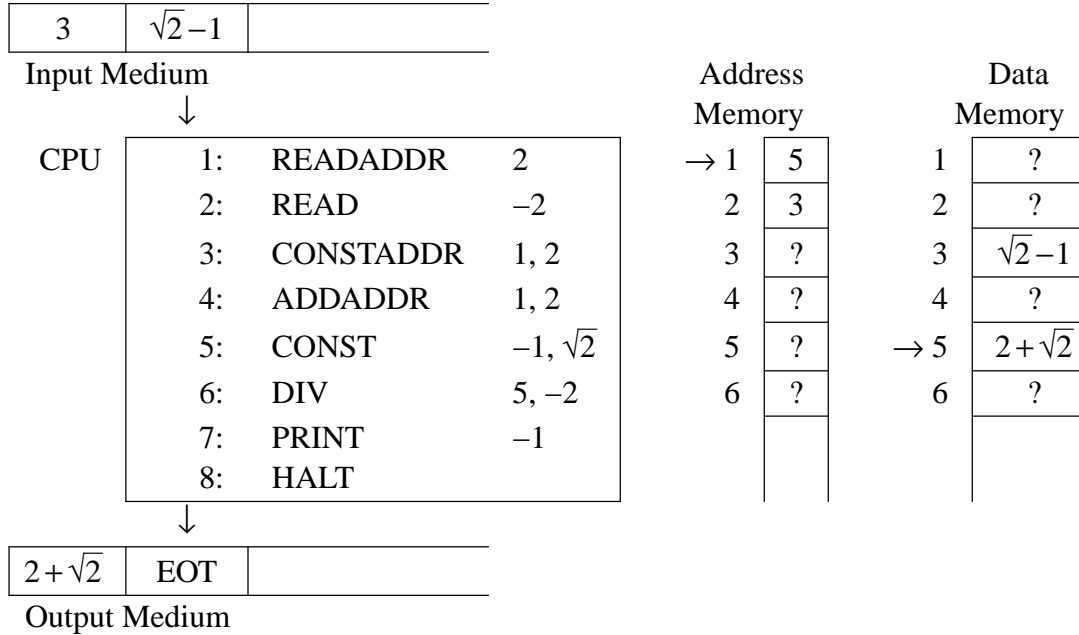 3 √2−1
Input Medium
↓
CPU
1: READADDR 2
2: READ −2
3: CONSTADDR 1, 2
4: ADDADDR 1, 2
5: CONST −1, √2
6: DIV 5, −2
7: PRINT −1
8: HALT
↓
2+√2 EOT
Output Medium
Address
Memory
→ 1 5
2 3
3 ?
4 ?
5 ?
6 ?
Data
Memory
1 ?
2 ?
3 √2−1
4 ?
→ 5 2+√2
6 ?